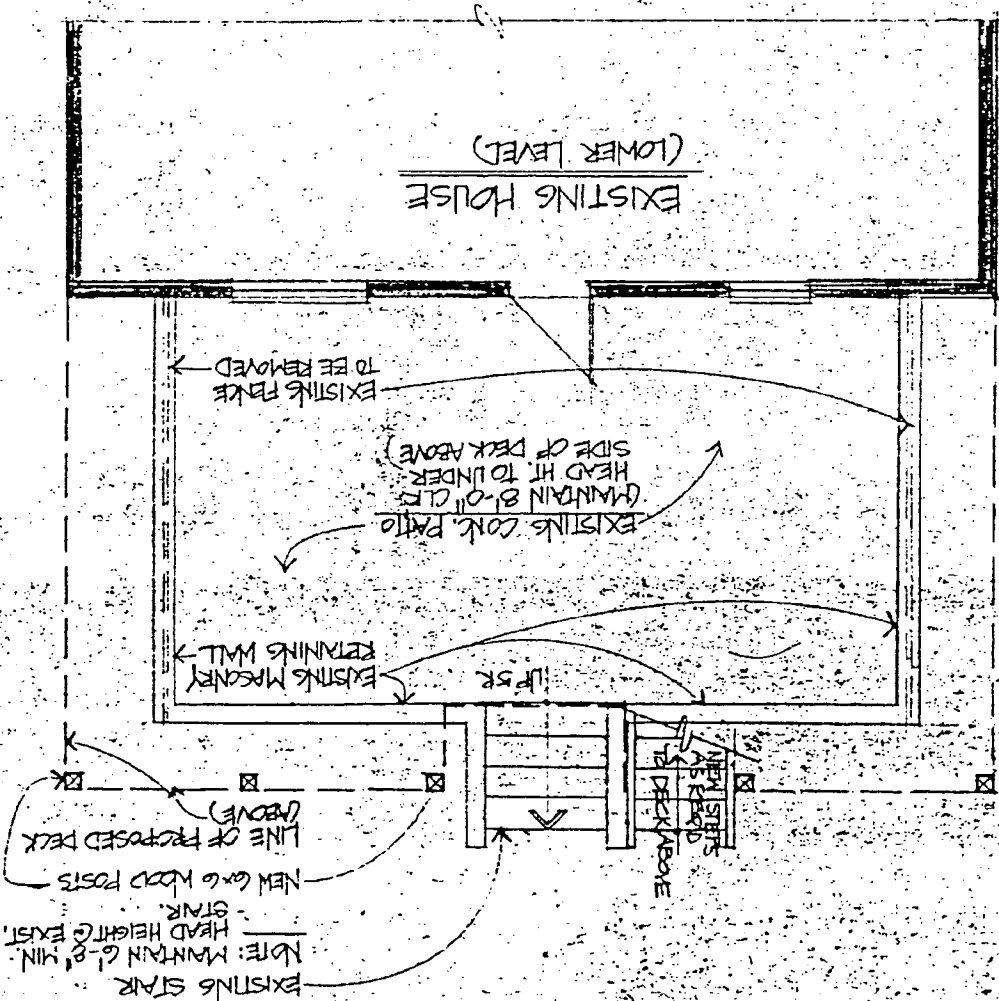 EXISTING STAIR
NOTE: MAINTAIN 6'-8" MIN.
HEAD HEIGHT @ EXIST.
STAIR.
NEW 6x6 WOOD POSTS
LINE OF PROPOSED DECK
(ABOVE)
NEW STEPS
AS REQ'D
TO DECK ABOVE
UP 5R
EXISTING MASONRY
RETAINING WALL
EXISTING CONC. PATIO
(MAINTAIN 8'-0" CLR
HEAD HT. TO UNDER-
SIDE OF DECK ABOVE)
EXISTING FENCE
TO BE REMOVED
EXISTING HOUSE
(LOWER LEVEL)